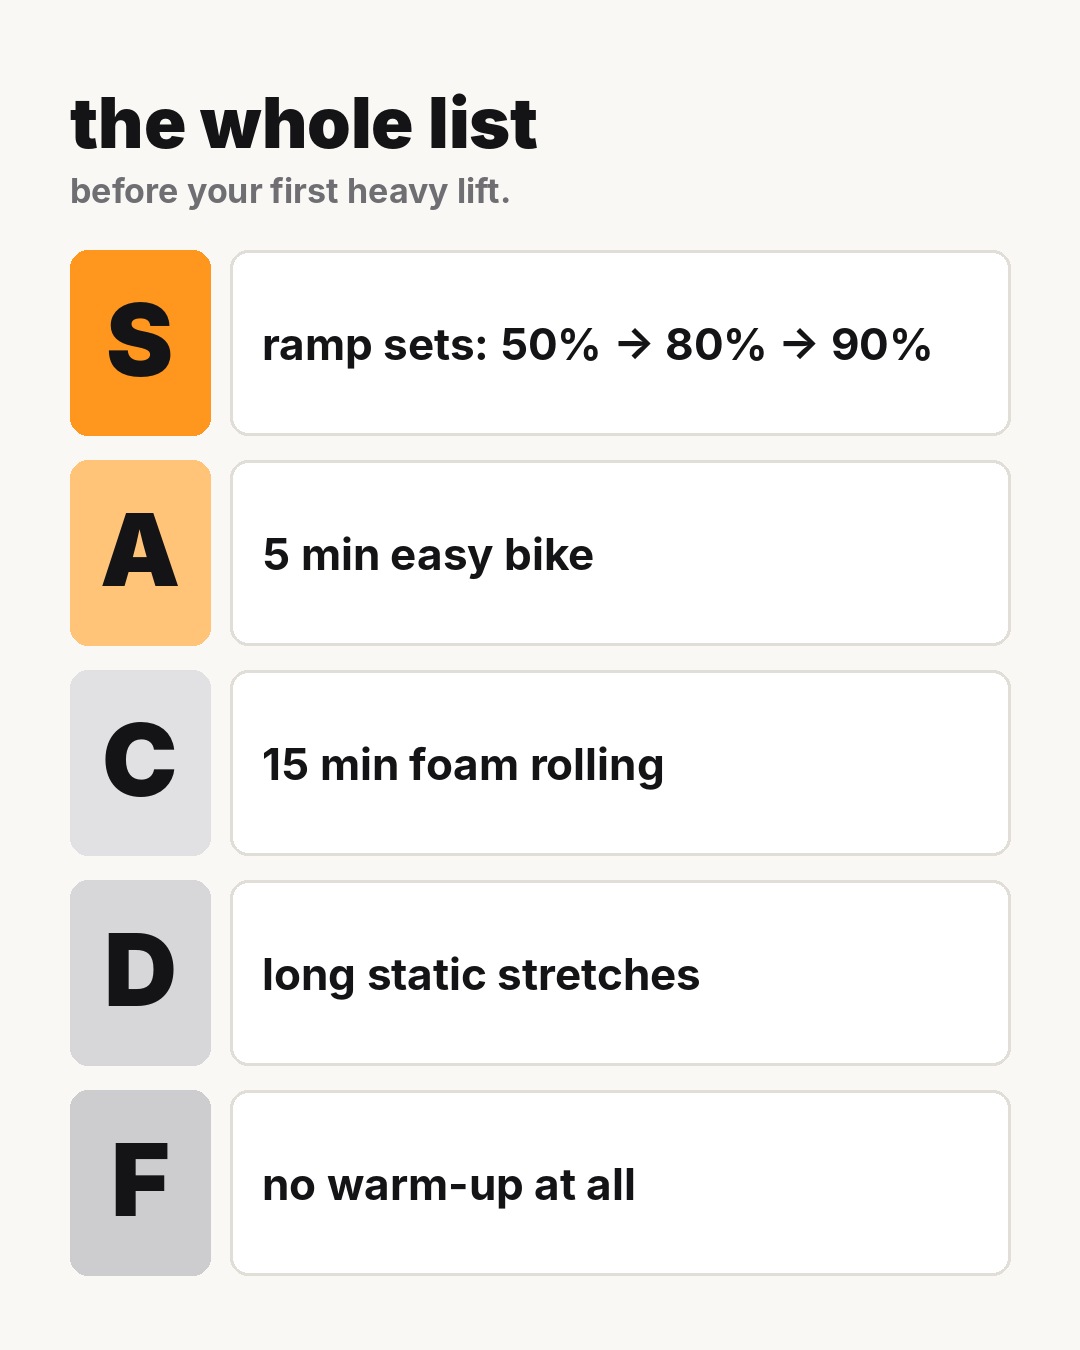 the whole list
before your first heavy lift.
S
ramp sets: 50% → 80% → 90%
A
5 min easy bike
C
15 min foam rolling
D
long static stretches
F
no warm-up at all